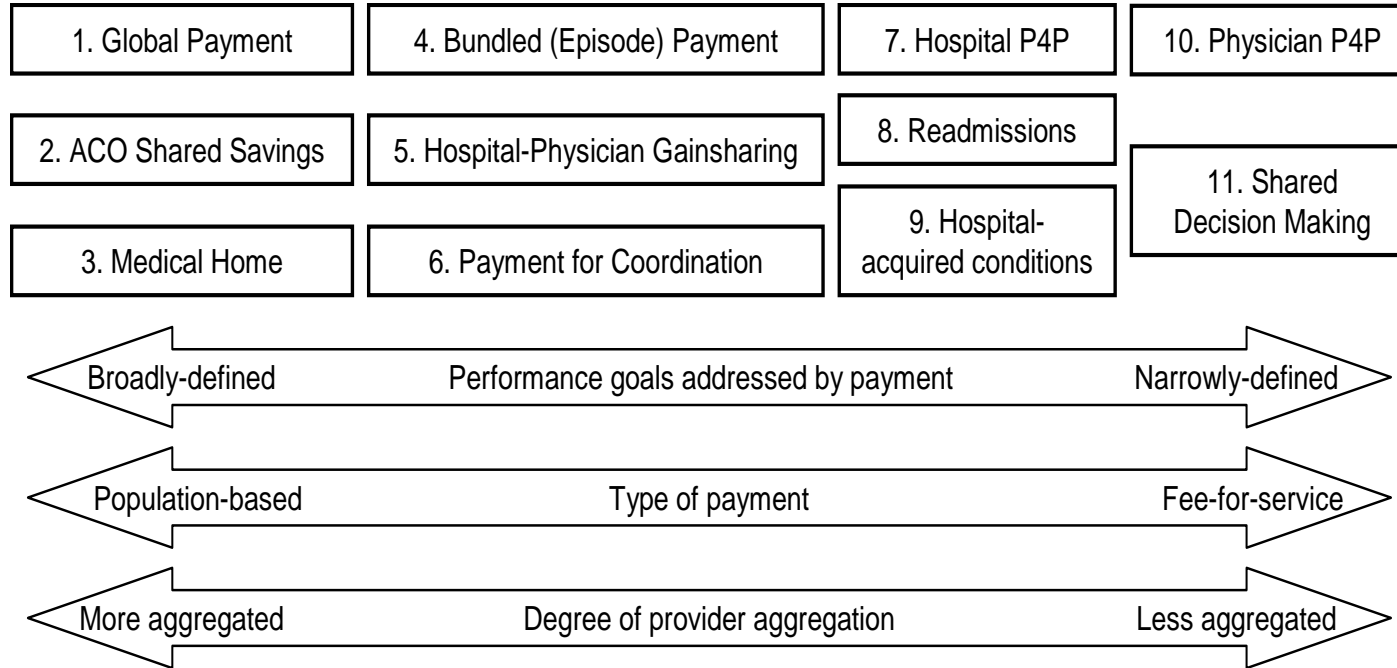 1. Global Payment
4. Bundled (Episode) Payment
7. Hospital P4P
10. Physician P4P
2. ACO Shared Savings
5. Hospital-Physician Gainsharing
8. Readmissions
11. Shared
Decision Making
3. Medical Home
6. Payment for Coordination
9. Hospital-
acquired conditions
Broadly-defined
Performance goals addressed by payment
Narrowly-defined
Population-based
Type of payment
Fee-for-service
More aggregated
Degree of provider aggregation
Less aggregated